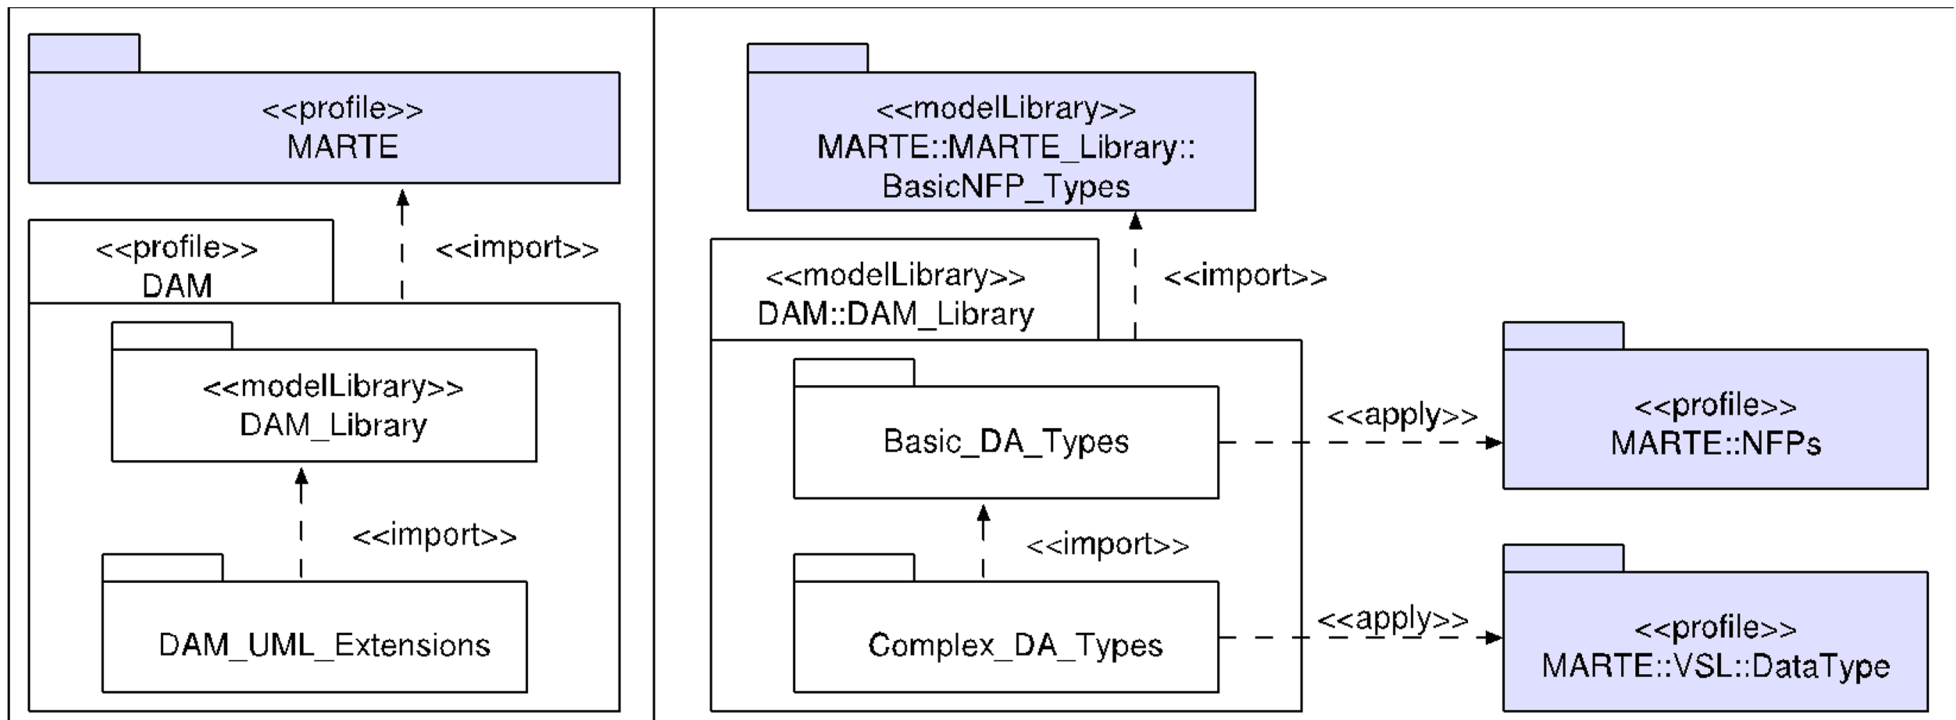 <<profile>>
MARTE
<<profile>>
DAM
<<import>>
<<modelLibrary>>
DAM_Library
<<import>>
DAM_UML_Extensions
<<modelLibrary>>
MARTE::MARTE_Library::
BasicNFP_Types
<<modelLibrary>>
DAM::DAM_Library
<<import>>
Basic_DA_Types
<<apply>>
<<profile>>
MARTE::NFPs
<<import>>
Complex_DA_Types
<<apply>>
<<profile>>
MARTE::VSL::DataType